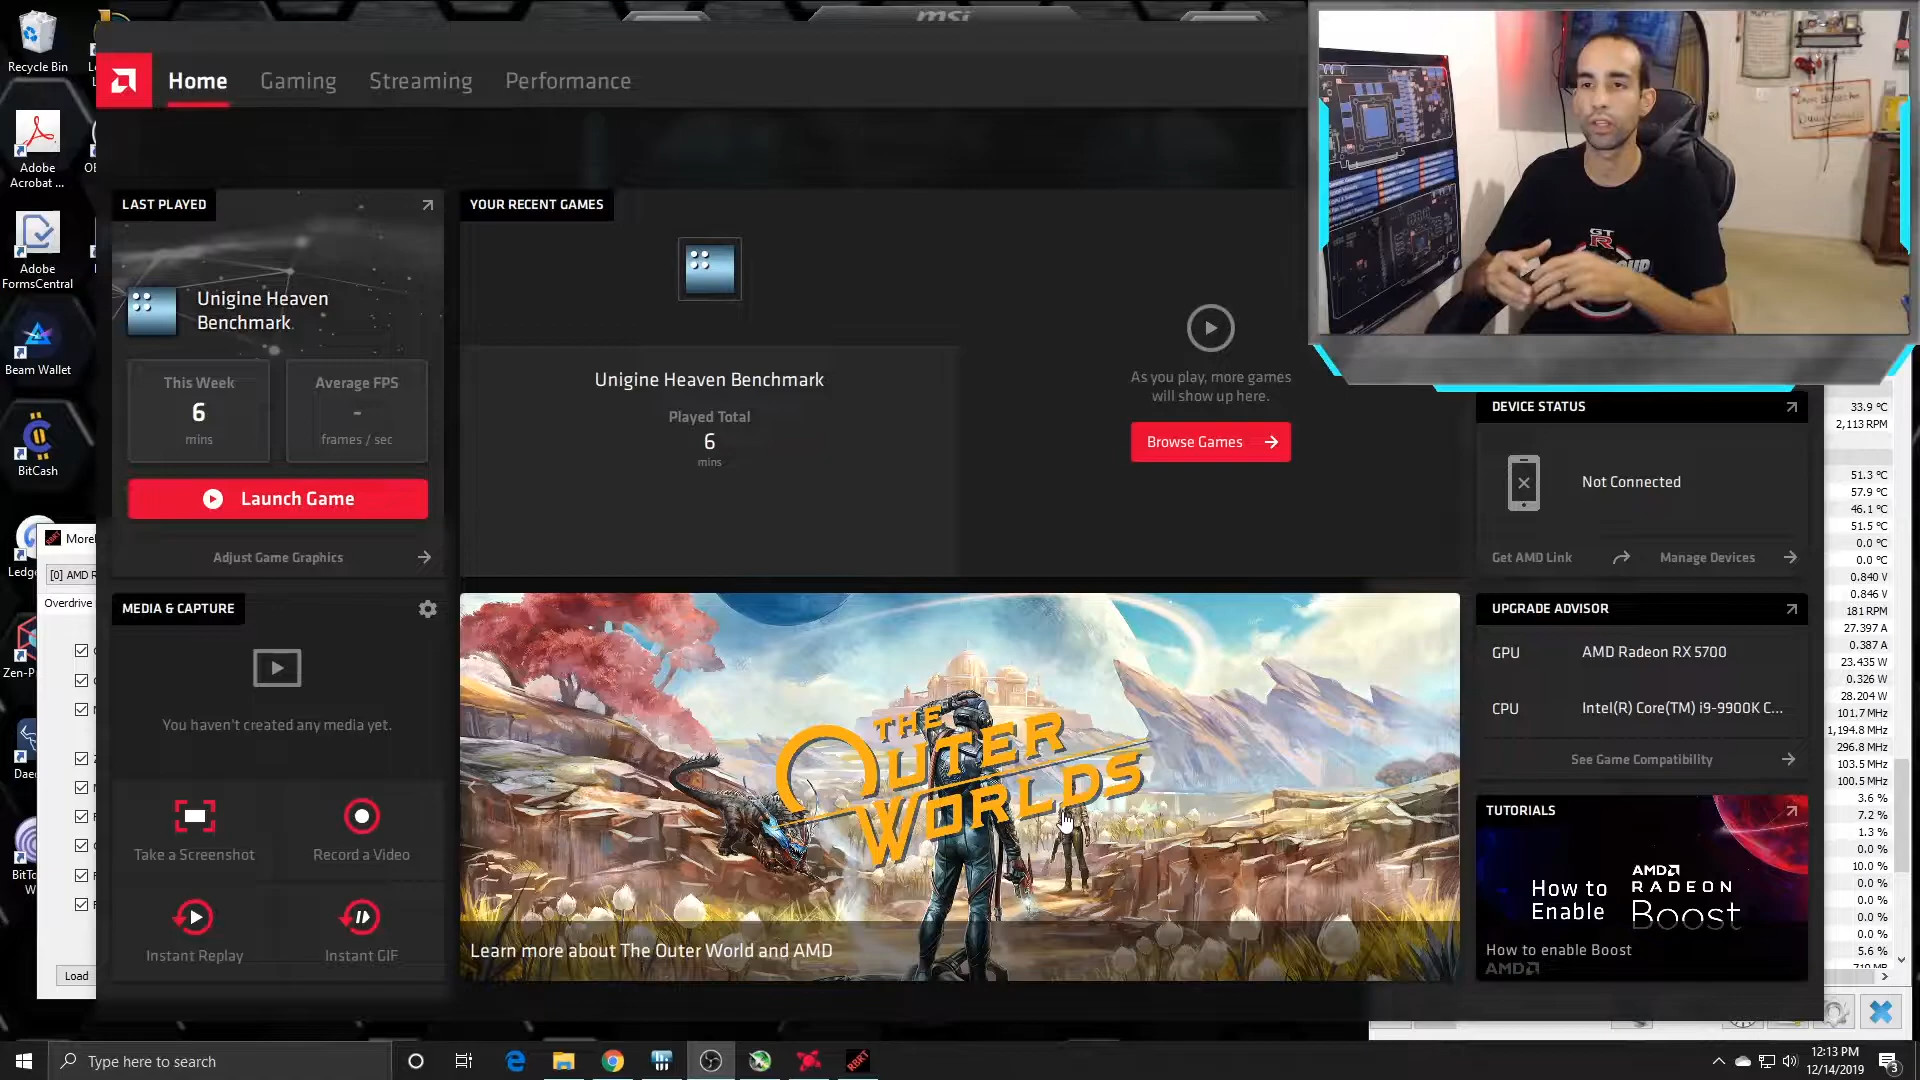 msi
Recycle Bin
Adobe
Acrobat ...
Adobe
FormsCentral
Beam Wallet
BitCash
Home
Gaming
Streaming
Performance
LAST PLAYED
Unigine Heaven
Benchmark
This Week
6
mins
Average FPS
-
frames / sec
Launch Game
Adjust Game Graphics
YOUR RECENT GAMES
Unigine Heaven Benchmark
Played Total
6
mins
As you play, more games
will show up here.
Browse Games
GT
R
DEVICE STATUS
Not Connected
Get AMD Link
Manage Devices
UPGRADE ADVISOR
GPU
AMD Radeon RX 5700
CPU
Intel(R) Core(TM) i9-9900K C...
See Game Compatibility
TUTORIALS
How to
Enable
AMD
RADEON
Boost
How to enable Boost
AMD
MEDIA & CAPTURE
You haven't created any media yet.
Take a Screenshot
Record a Video
Instant Replay
Instant GIF
THE
OUTER
WORLDS
Learn more about The Outer World and AMD
[0] AMD R
Overdrive
Load
33.9 °C
2,113 RPM
51.3 °C
57.9 °C
46.1 °C
51.5 °C
0.0 °C
0.0 °C
0.840 V
0.846 V
181 RPM
27.397 A
0.387 A
23.435 W
0.326 W
28.204 W
101.7 MHz
1,194.8 MHz
296.8 MHz
103.5 MHz
100.5 MHz
3.6 %
7.2 %
1.3 %
0.0 %
10.0 %
0.0 %
0.0 %
0.0 %
0.0 %
5.6 %
Type here to search
RBRT
12:13 PM
12/14/2019
3